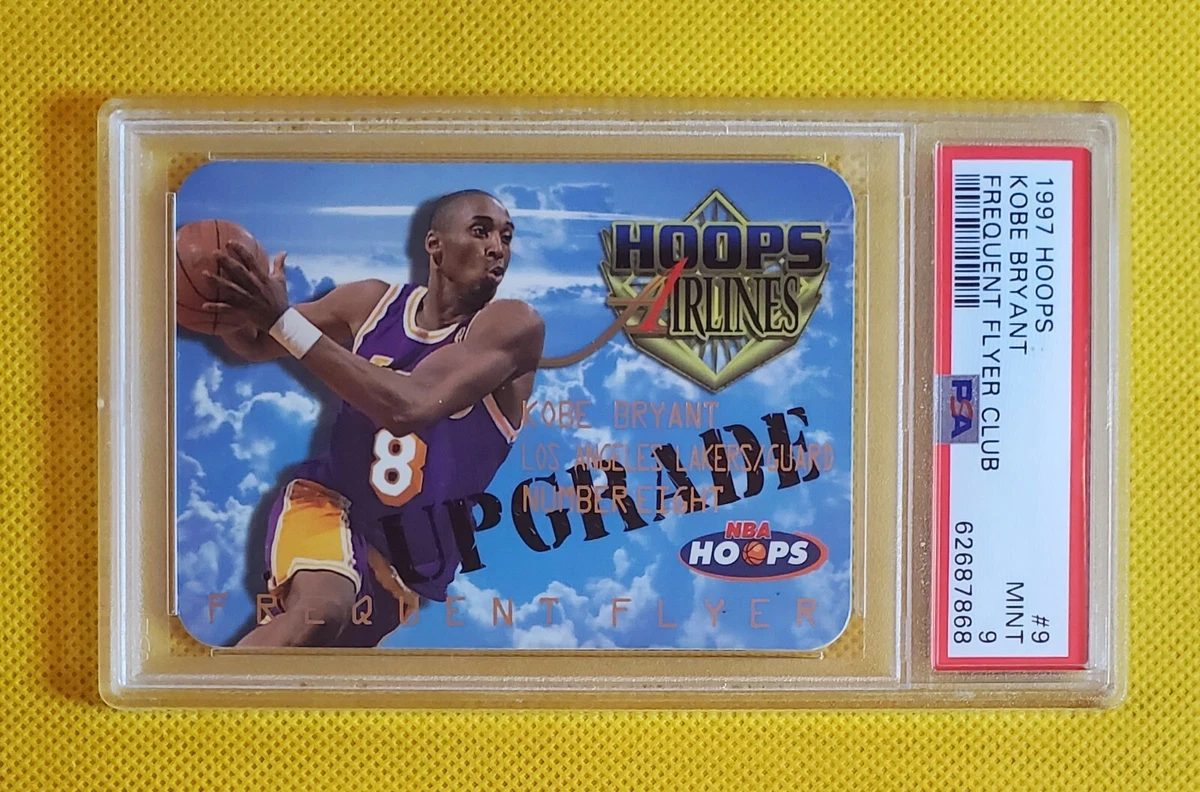 HOOPS
AIRLINES
KOBE BRYANT
LOS ANGELES LAKERS/GUARD
NUMBER EIGHT
UPGRADE
NBA
HOOPS
FREQUENT FLYER
8
1997 HOOPS #9
KOBE BRYANT MINT
FREQUENT FLYER CLUB 9
PSA
62687868